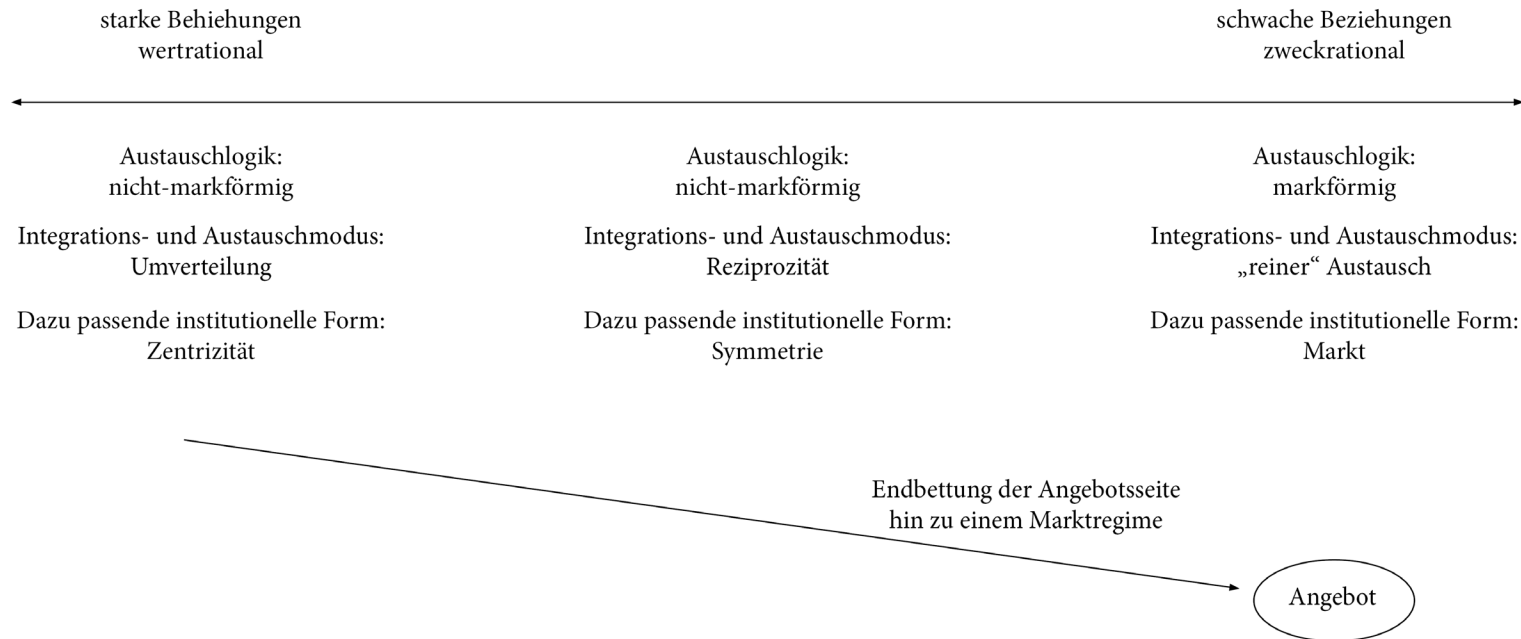 starke Behiehungen
wertrational
schwache Beziehungen
zweckrational
Austauschlogik:
nicht-markförmig
Integrations- und Austauschmodus:
Umverteilung
Dazu passende institutionelle Form:
Zentrizität
Austauschlogik:
nicht-markförmig
Integrations- und Austauschmodus:
Reziprozität
Dazu passende institutionelle Form:
Symmetrie
Austauschlogik:
markförmig
Integrations- und Austauschmodus:
„reiner“ Austausch
Dazu passende institutionelle Form:
Markt
Endbettung der Angebotsseite
hin zu einem Marktregime
Angebot